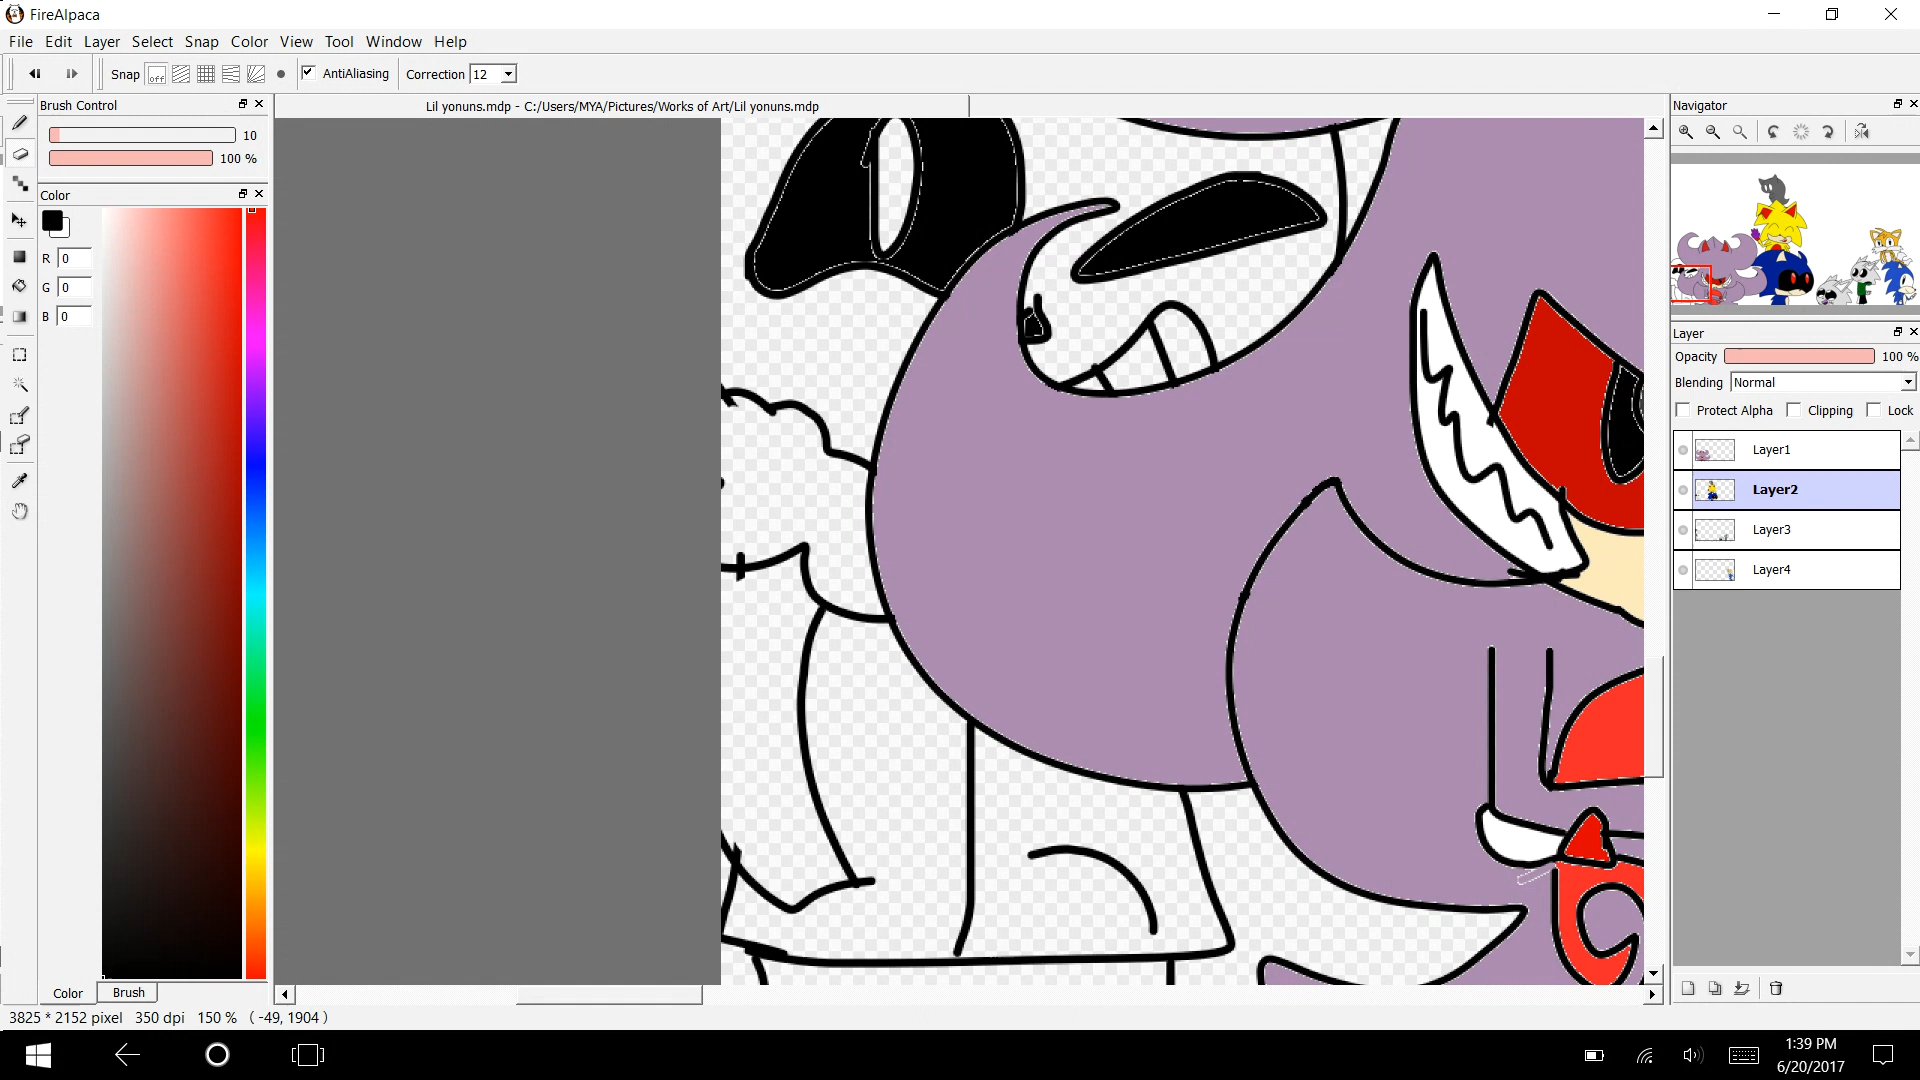 FireAlpaca
File Edit Layer Select Snap Color View Tool Window Help
Snap off AntiAliasing Correction 12
Brush Control
Lil yonuns.mdp - C:/Users/MYA/Pictures/Works of Art/Lil yonuns.mdp
Navigator
10
100 %
Color
R 0
G 0
B 0
Layer
Opacity 100 %
Blending Normal
Protect Alpha Clipping Lock
Layer1
Layer2
Layer3
Layer4
Color Brush
3825 * 2152 pixel 350 dpi 150 % ( -49, 1904 )
1:39 PM
6/20/2017